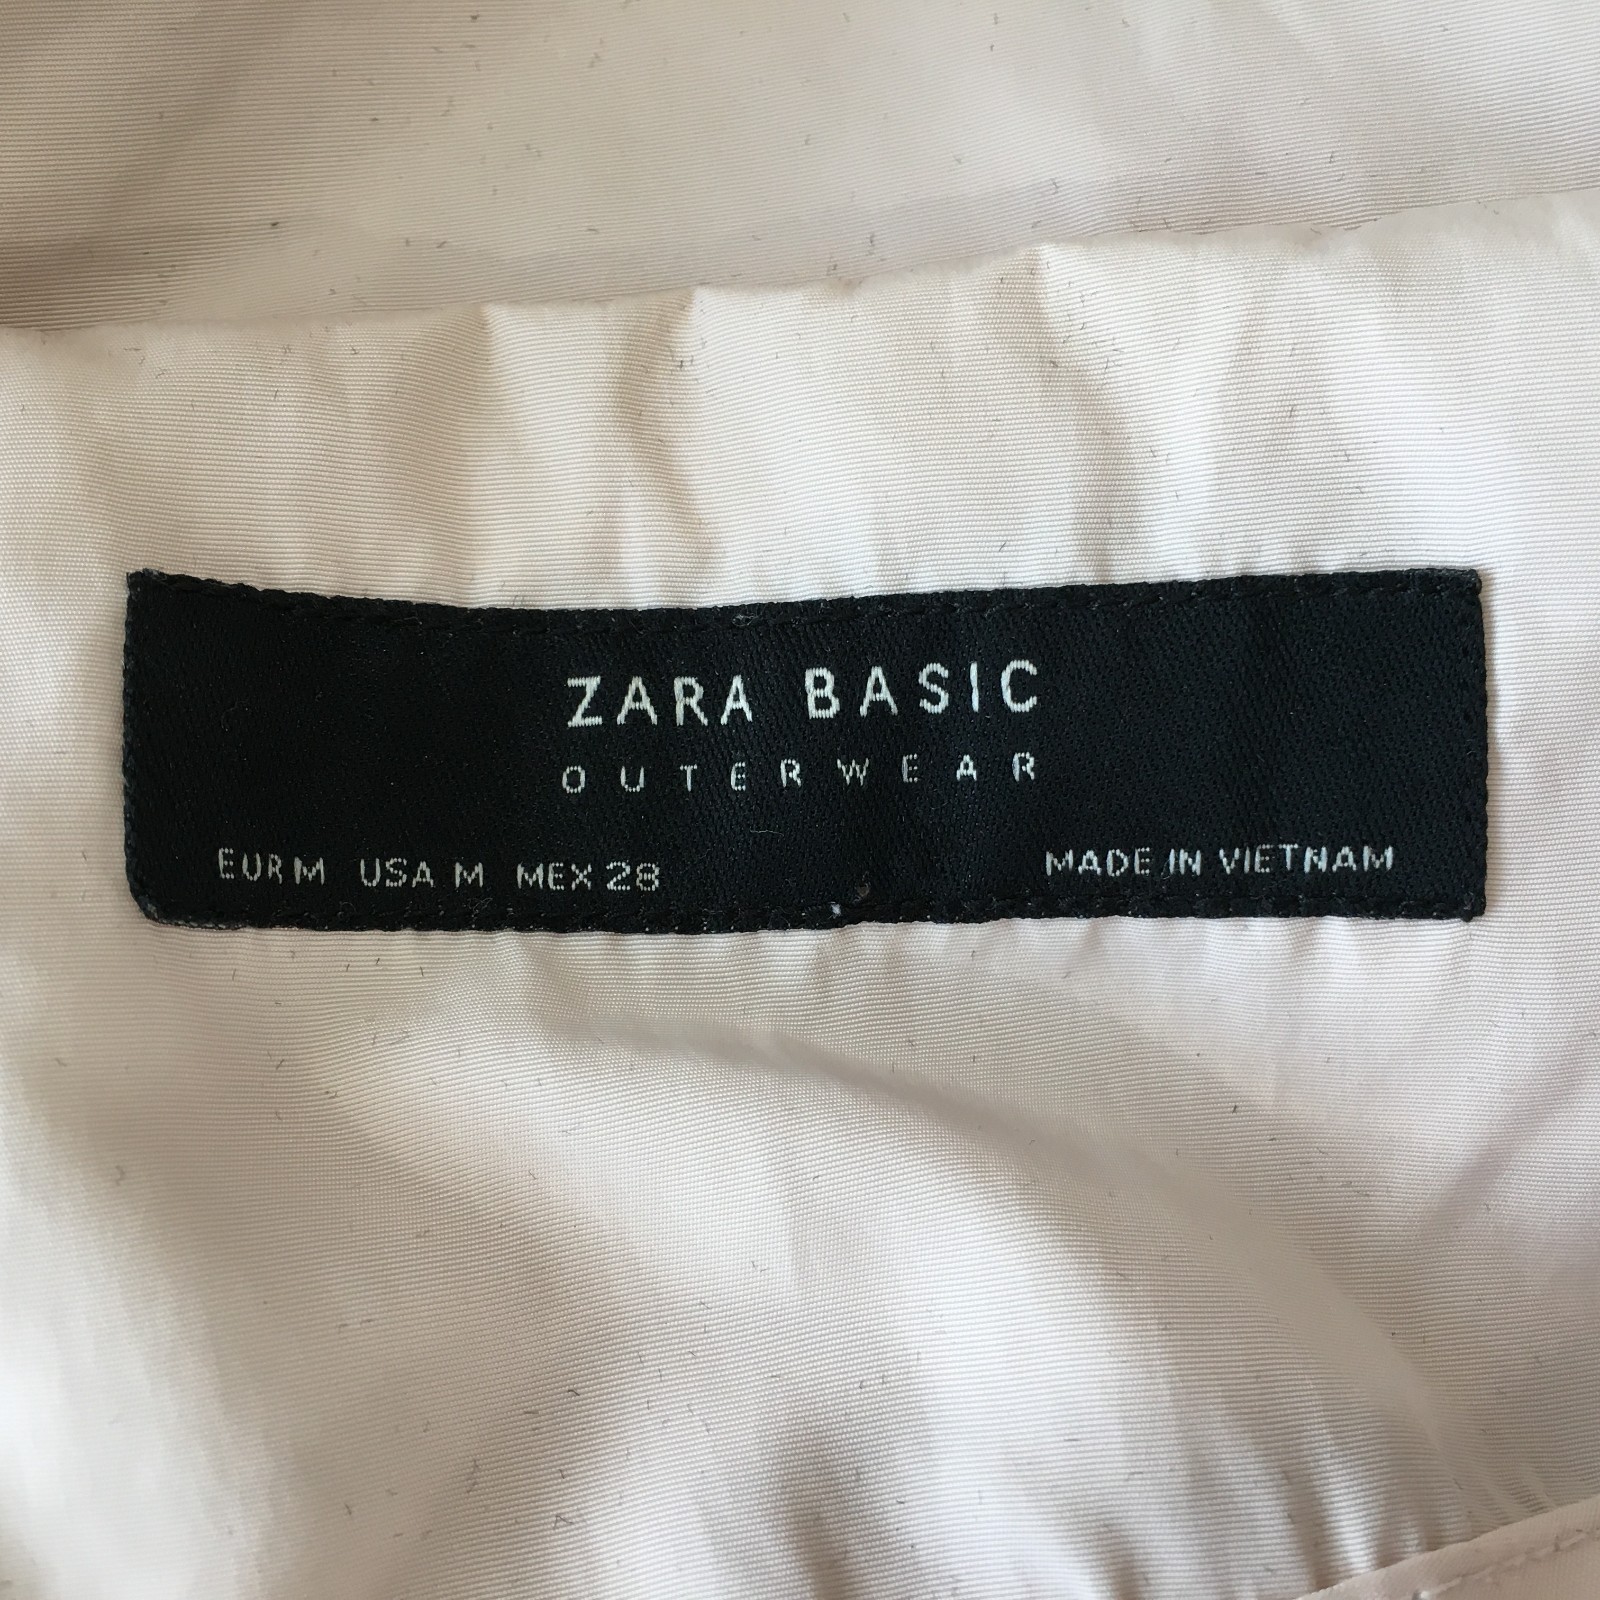 ZARA BASIC
OUTERWEAR
EUR M USA M MEX 28 MADE IN VIETNAM